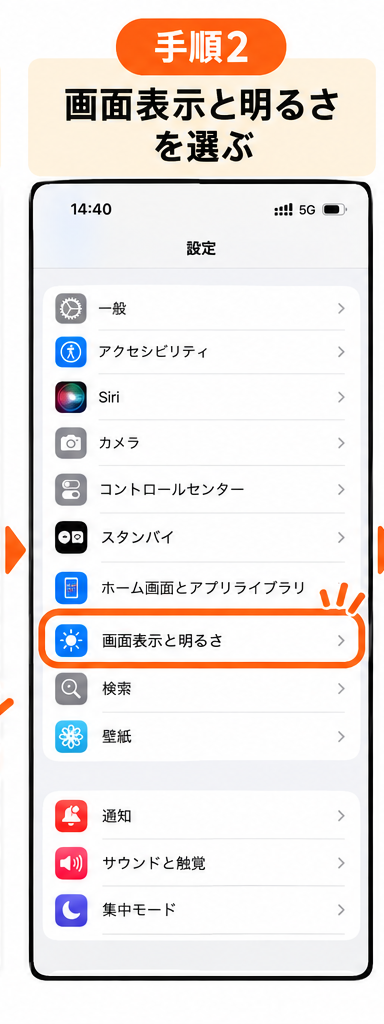 手順2
画面表示と明るさ
を選ぶ
14:40
5G
設定
一般
アクセシビリティ
Siri
カメラ
コントロールセンター
スタンバイ
ホーム画面とアプリライブラリ
画面表示と明るさ
検索
壁紙
通知
サウンドと触覚
集中モード